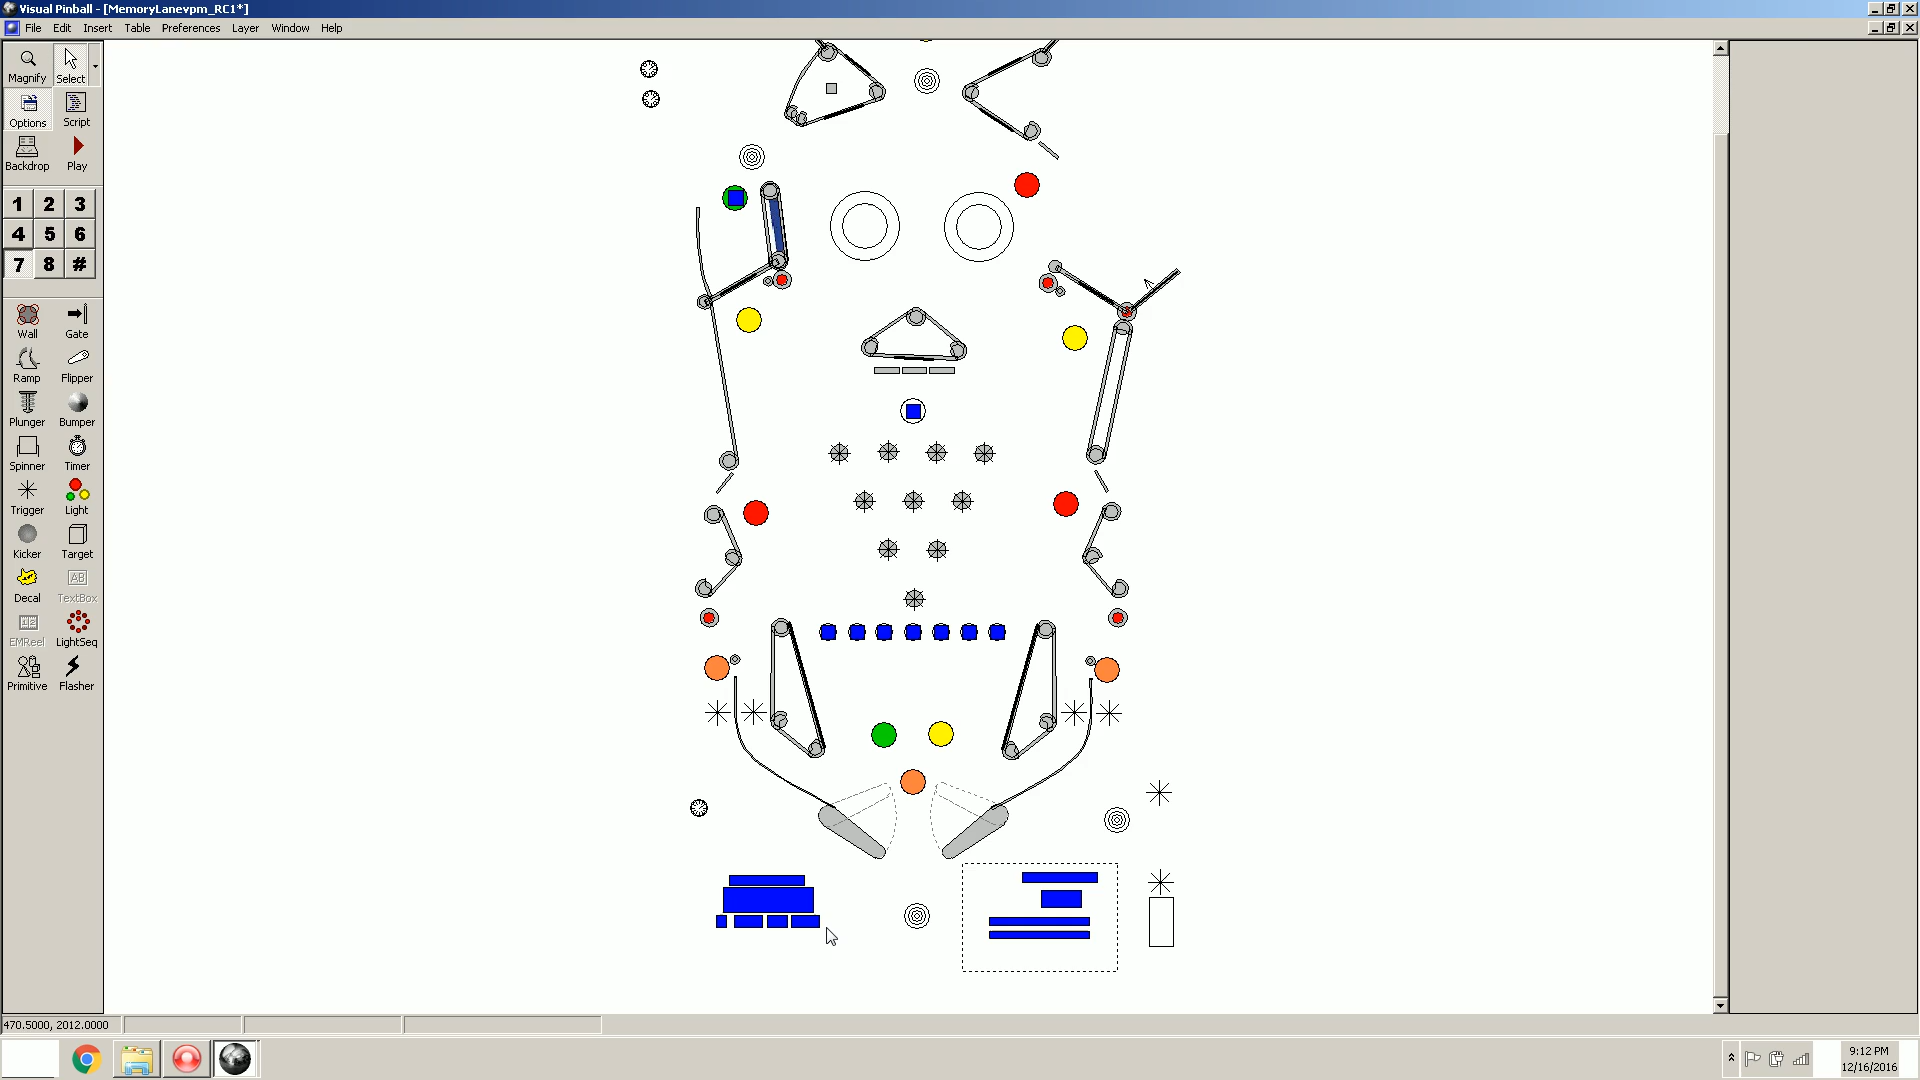 Visual Pinball - [MemoryLanevpm_RC1*]
File Edit Insert Table Preferences Layer Window Help
Magnify Select
Options Script
Backdrop Play
1 2 3
4 5 6
7 8 #
Wall Gate
Ramp Flipper
Plunger Bumper
Spinner Timer
Trigger Light
Kicker Target
AB
Decal TextBox
12
EMReel LightSeq
Primitive Flasher
470.5000, 2012.0000
9:12 PM
12/16/2016